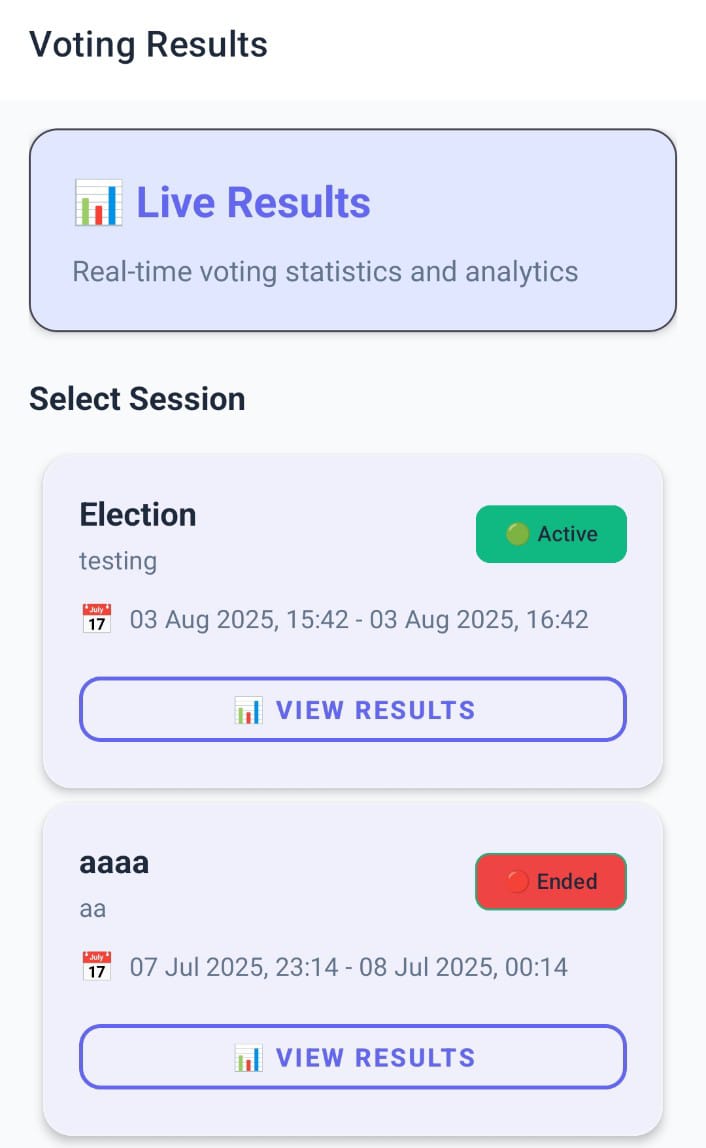 Voting Results
📊 Live Results
Real-time voting statistics and analytics
Select Session
Election
🟢 Active
testing
📅 03 Aug 2025, 15:42 - 03 Aug 2025, 16:42
📊 VIEW RESULTS
aaaa
🔴 Ended
aa
📅 07 Jul 2025, 23:14 - 08 Jul 2025, 00:14
📊 VIEW RESULTS